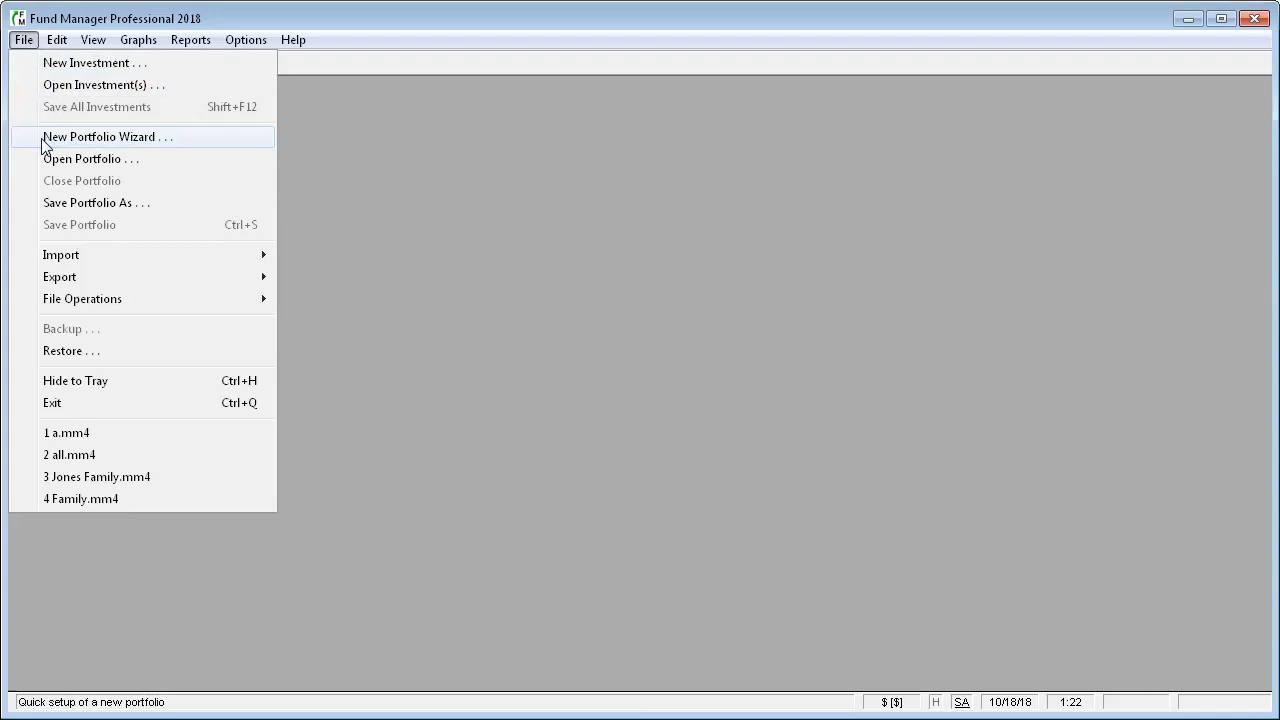 Fund Manager Professional 2018
File Edit View Graphs Reports Options Help
New Investment . . .
Open Investment(s) . . .
Save All Investments Shift+F12
New Portfolio Wizard . . .
Open Portfolio . . .
Close Portfolio
Save Portfolio As . . .
Save Portfolio Ctrl+S
Import
Export
File Operations
Backup . . .
Restore . . .
Hide to Tray Ctrl+H
Exit Ctrl+Q
1 a.mm4
2 all.mm4
3 Jones Family.mm4
4 Family.mm4
Quick setup of a new portfolio $ [$] H SA 10/18/18 1:22